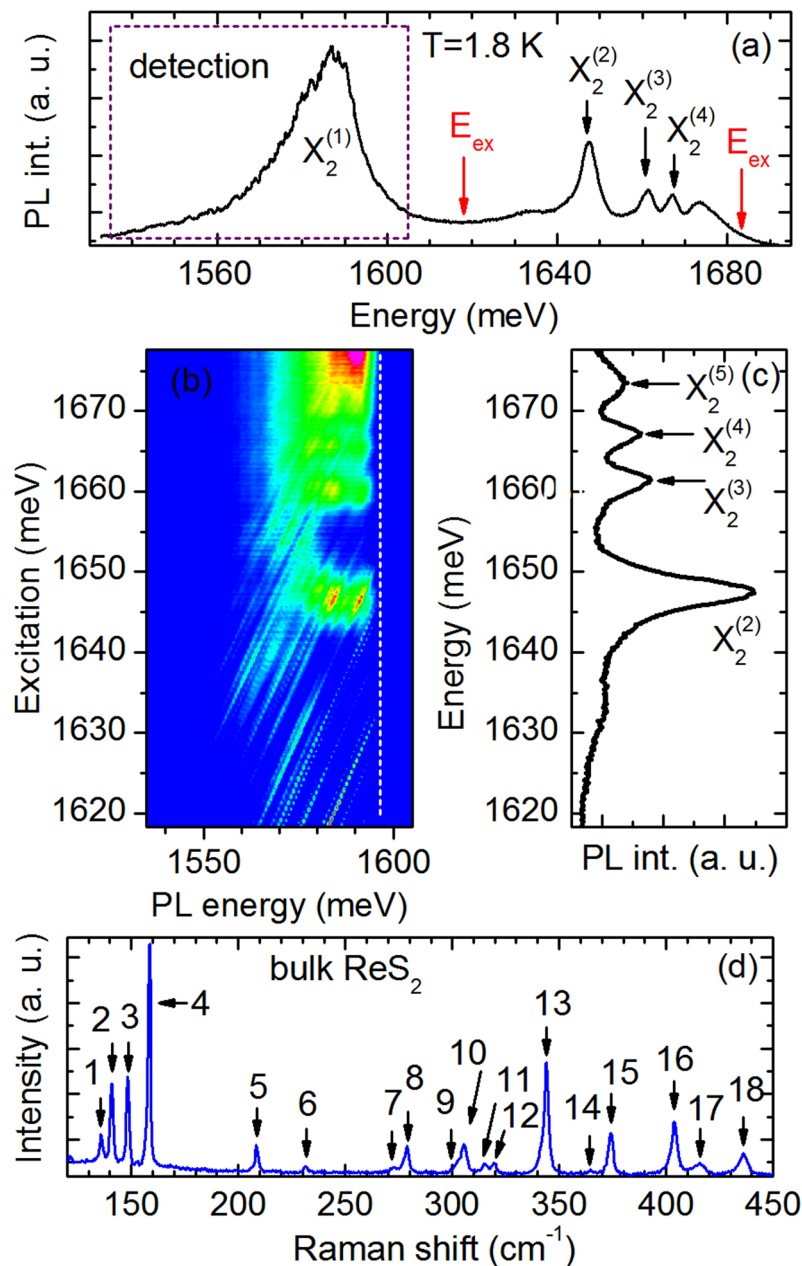 T=1.8 K
(a)
detection
X₂⁽¹⁾
E_ex
X₂⁽²⁾
X₂⁽³⁾
X₂⁽⁴⁾
E_ex
PL int. (a. u.)
1560 1600 1640 1680
Energy (meV)
(b)
Excitation (meV)
1670
1660
1650
1640
1630
1620
1550 1600
PL energy (meV)
(c)
X₂⁽⁵⁾
X₂⁽⁴⁾
X₂⁽³⁾
X₂⁽²⁾
Energy (meV)
1670
1660
1650
1640
1630
1620
PL int. (a. u.)
bulk ReS₂
(d)
Intensity (a. u.)
1 2 3 4 5 6 7 8 9 10 11 12 13 14 15 16 17 18
150 200 250 300 350 400 450
Raman shift (cm⁻¹)